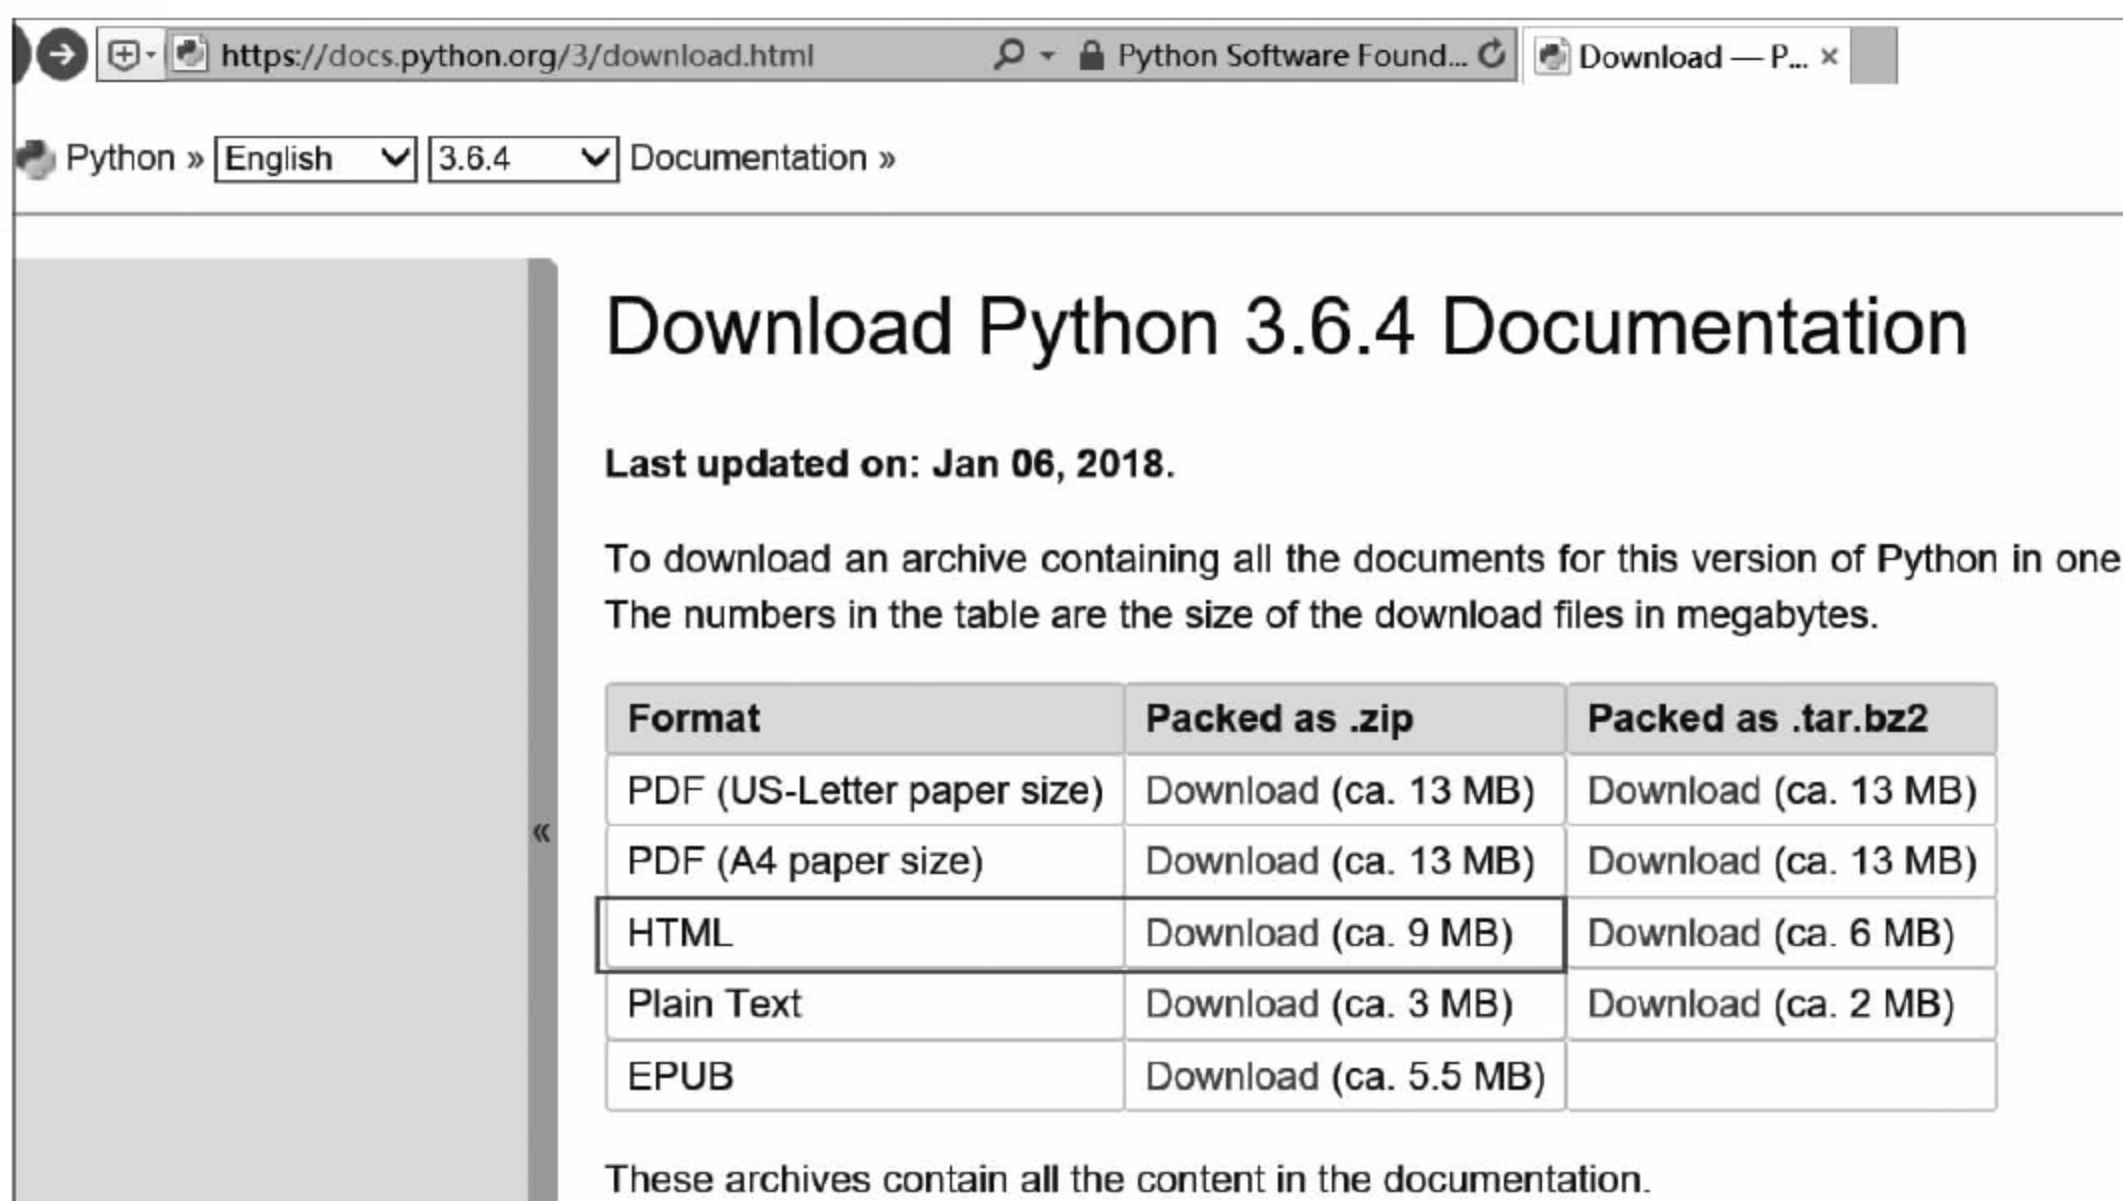 https://docs.python.org/3/download.html Python Software Found... Download — P... ×
Python » English 3.6.4 Documentation »
Download Python 3.6.4 Documentation
Last updated on: Jan 06, 2018.
To download an archive containing all the documents for this version of Python in one
The numbers in the table are the size of the download files in megabytes.
Format Packed as .zip Packed as .tar.bz2
PDF (US-Letter paper size) Download (ca. 13 MB) Download (ca. 13 MB)
PDF (A4 paper size) Download (ca. 13 MB) Download (ca. 13 MB)
HTML Download (ca. 9 MB) Download (ca. 6 MB)
Plain Text Download (ca. 3 MB) Download (ca. 2 MB)
EPUB Download (ca. 5.5 MB)
«
These archives contain all the content in the documentation.